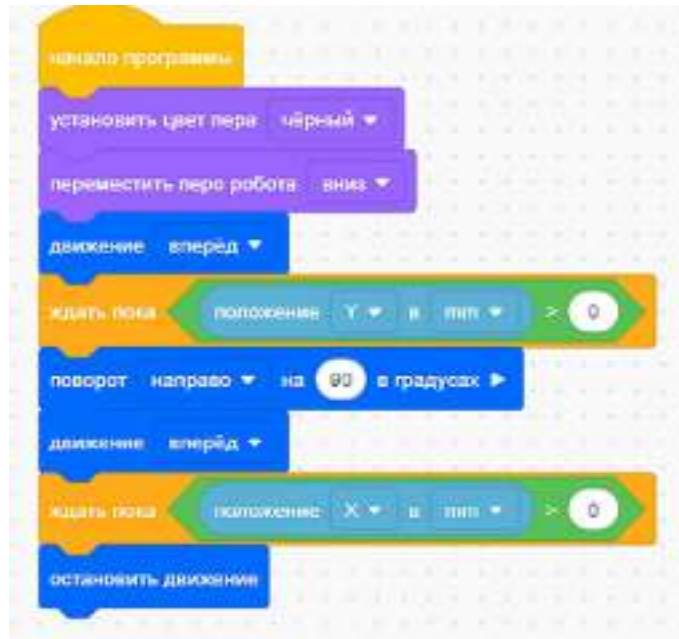 начало программы
установить цвет пера чёрный
переместить перо робота вниз
движение вперёд
ждать пока положение Y в mm > 0
поворот направо на 90 в градусах
движение вперёд
ждать пока положение X в mm > 0
остановить движение